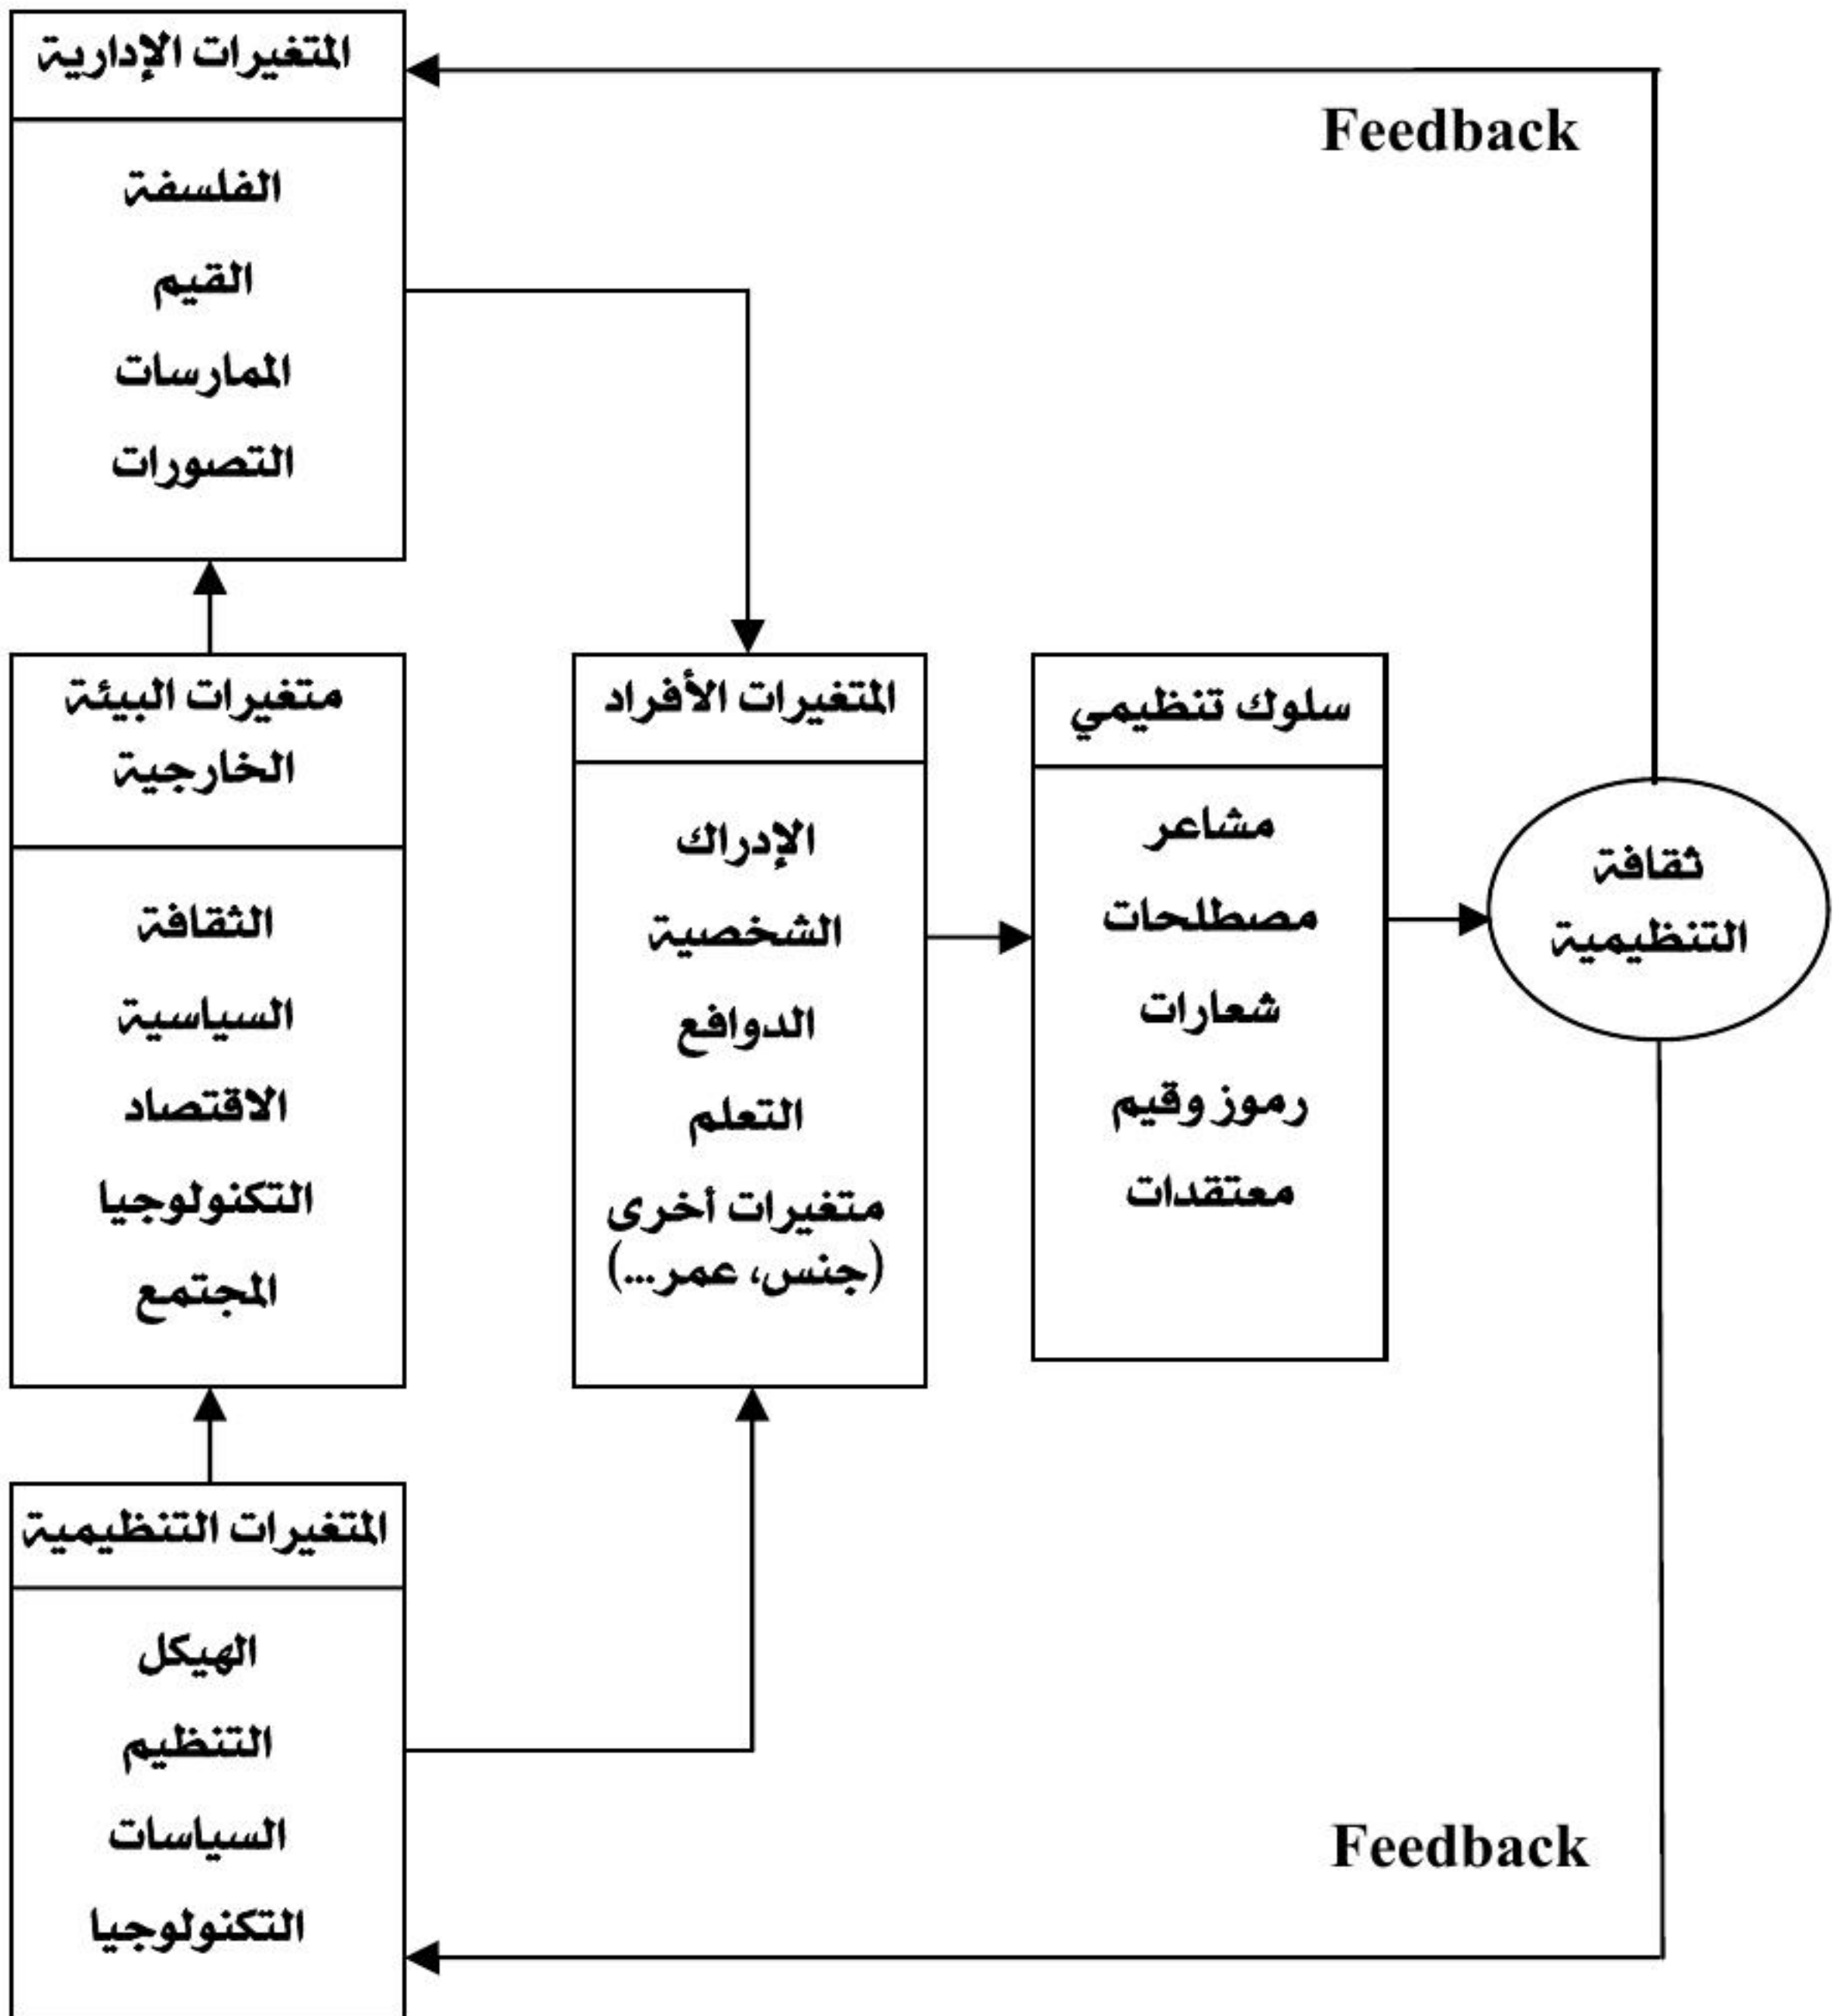 المتغيرات الإدارية
الفلسفة
القيم
الممارسات
التصورات
Feedback
متغيرات البيئة
الخارجية
الثقافة
السياسية
الاقتصاد
التكنولوجيا
المجتمع
المتغيرات الأفراد
الإدراك
الشخصية
الدوافع
التعلم
متغيرات أخرى
(جنس، عمر...)
سلوك تنظيمي
مشاعر
مصطلحات
شعارات
رموز وقيم
معتقدات
ثقافة
التنظيمية
المتغيرات التنظيمية
الهيكل
التنظيم
السياسات
التكنولوجيا
Feedback